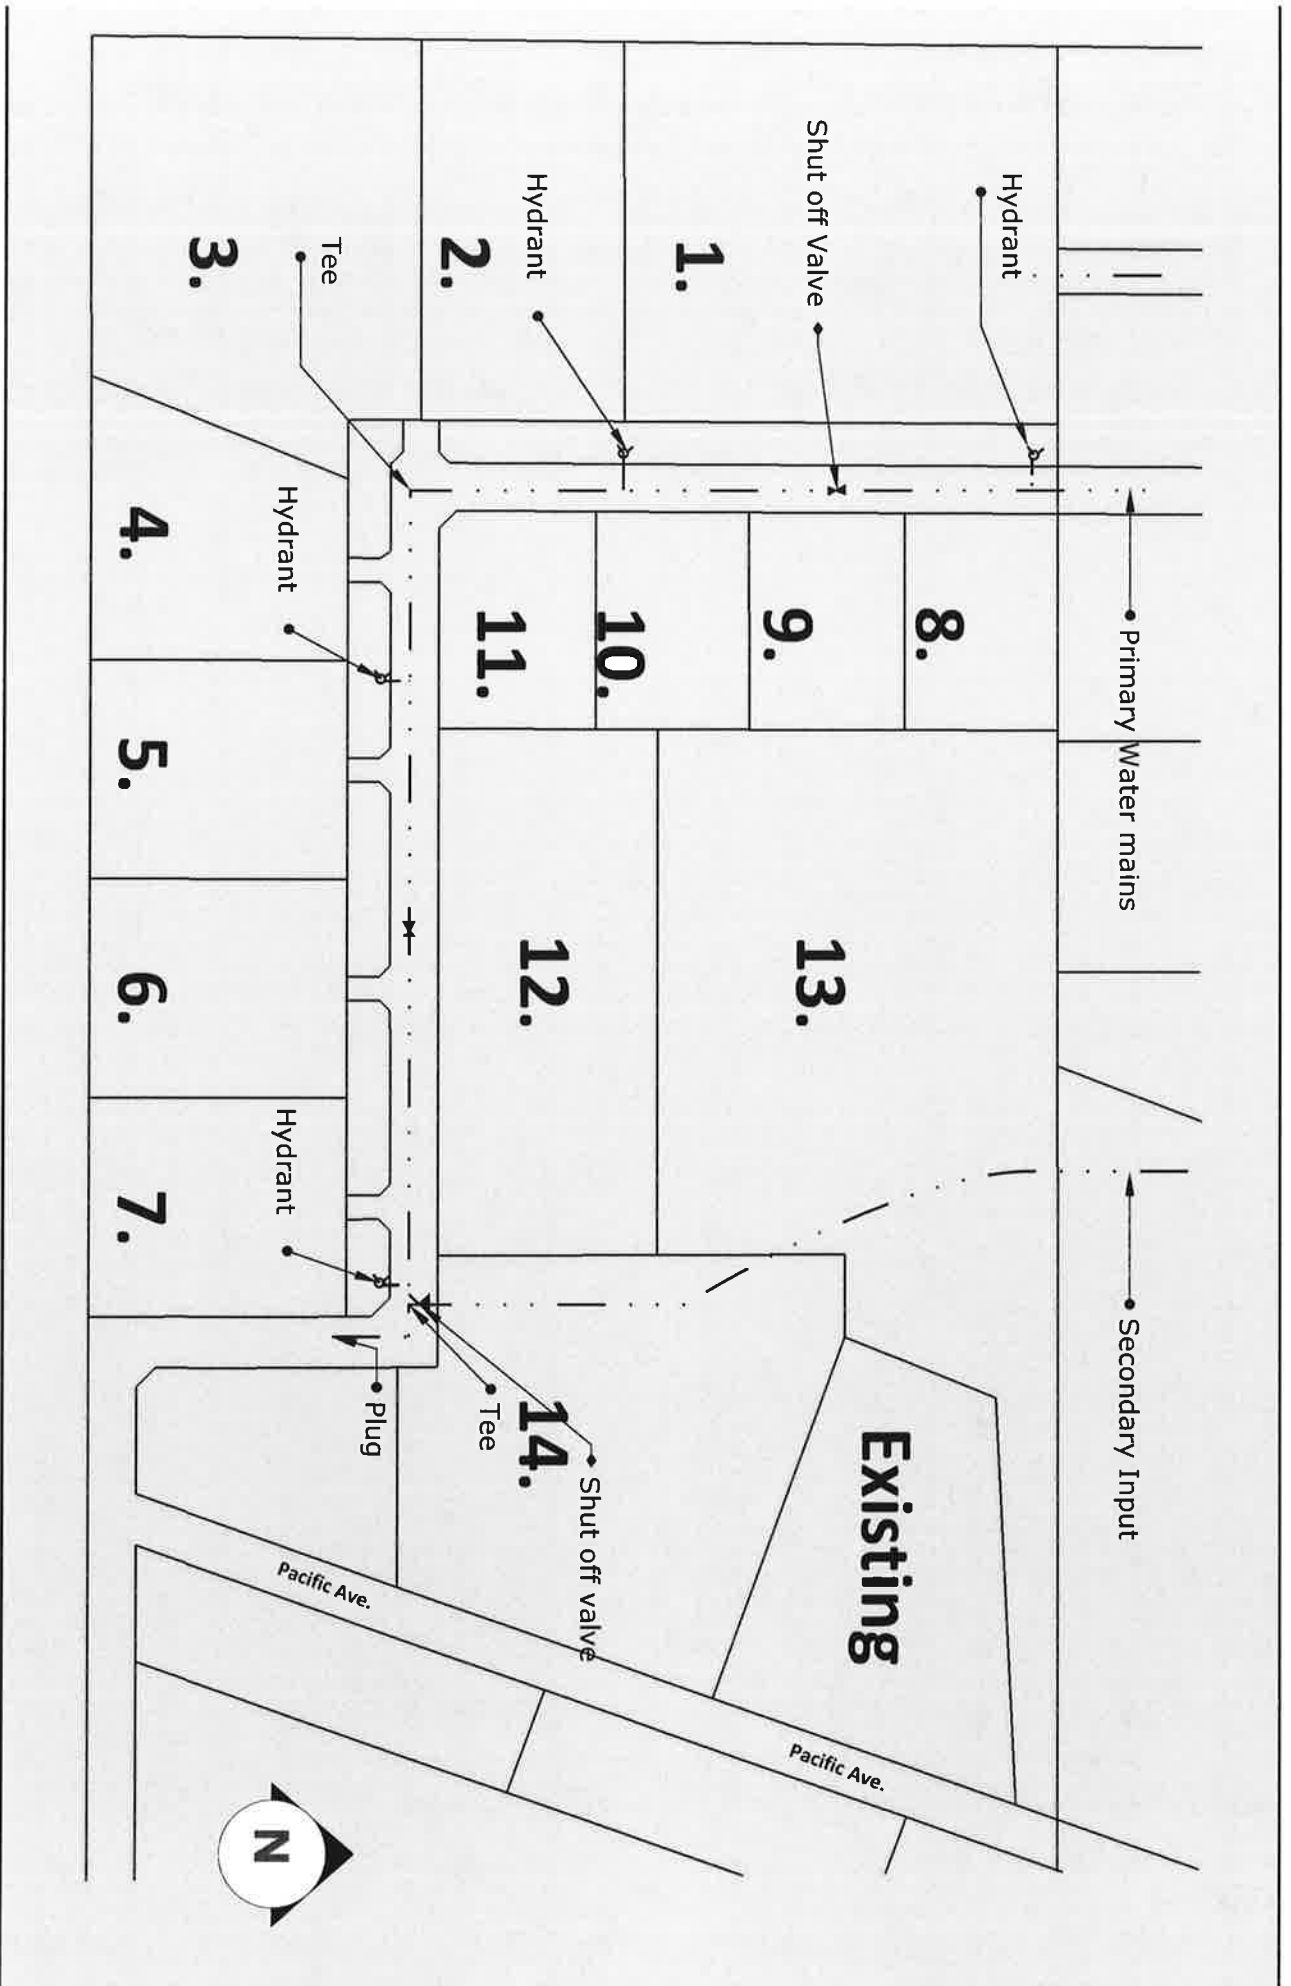 Hydrant
Shut off Valve
Primary Water mains
Secondary Input
1.
8.
9.
13.
Existing
Hydrant
2.
10.
11.
12.
14.
Shut off valve
Tee
Pacific Ave.
Tee
3.
Hydrant
Hydrant
Plug
Pacific Ave.
4.
5.
6.
7.
N